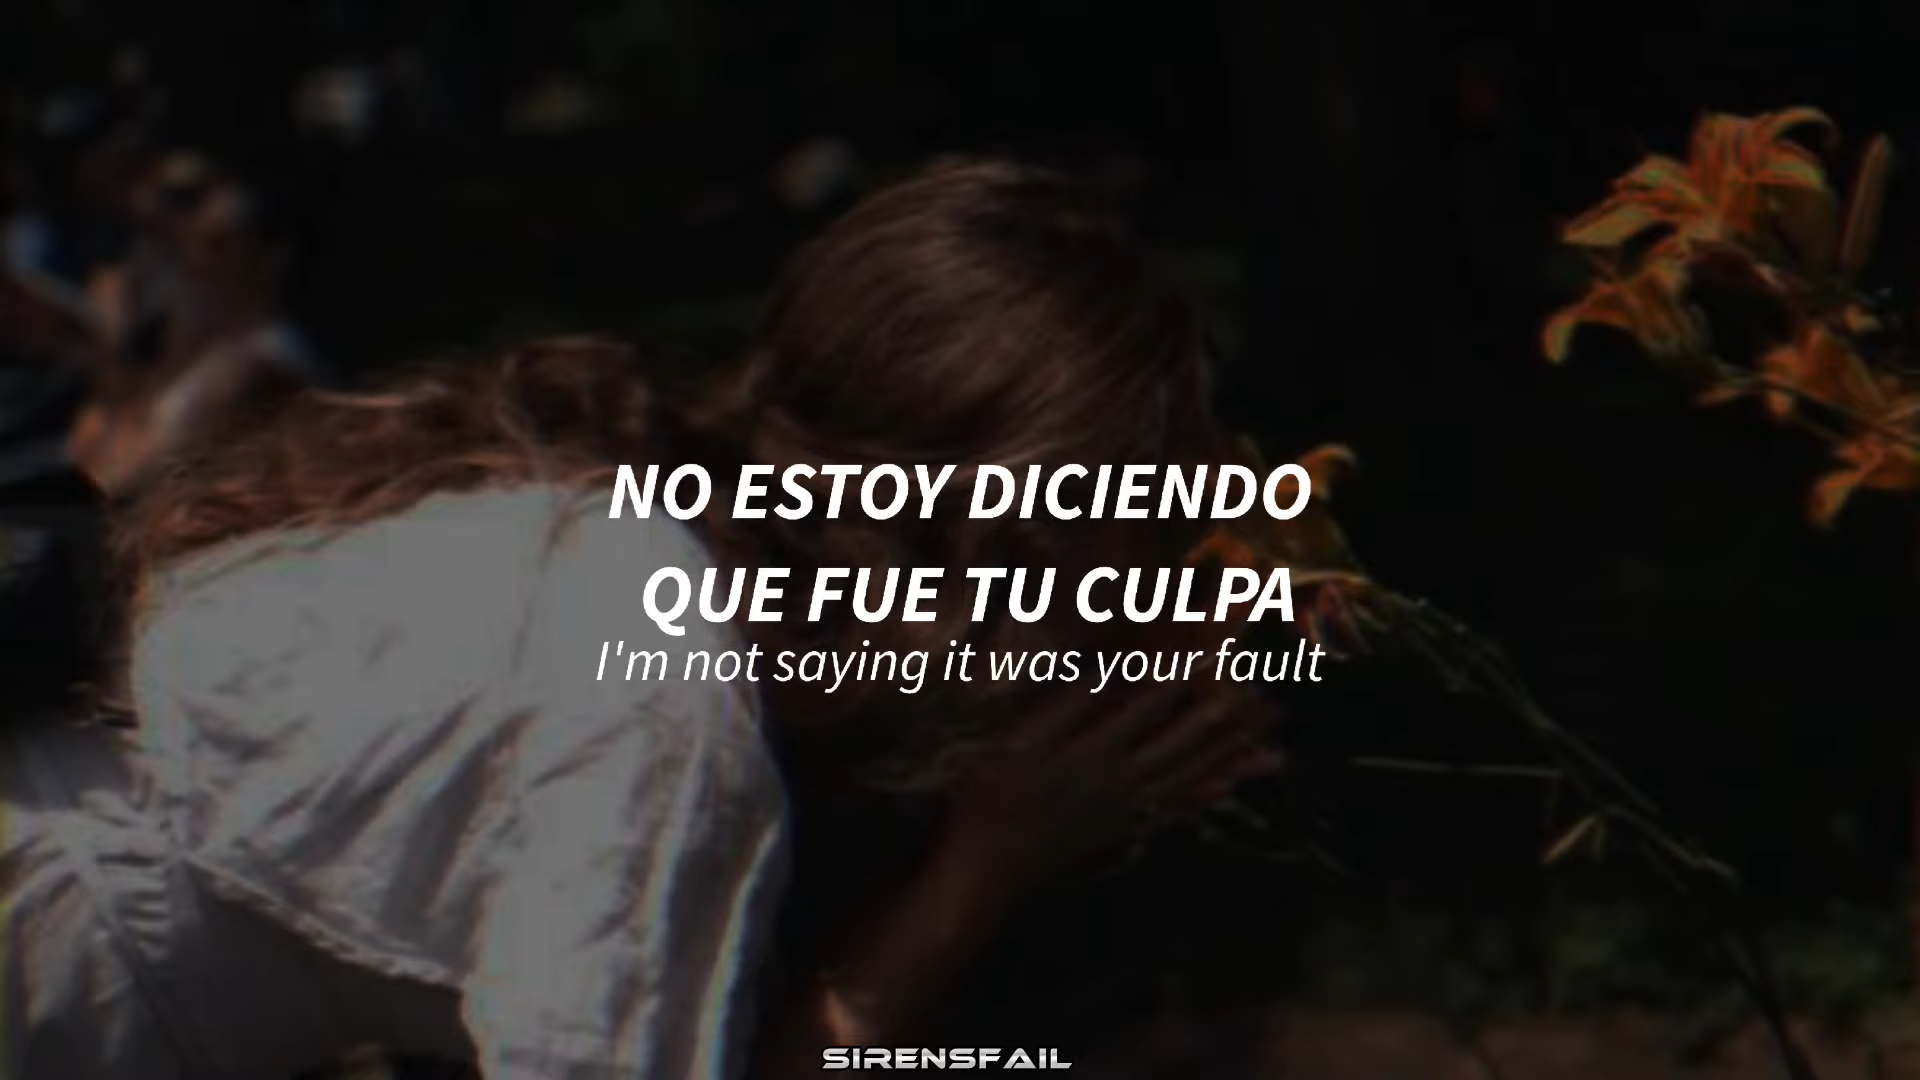 NO ESTOY DICIENDO
QUE FUE TU CULPA
I'm not saying it was your fault
SIRENSFAIL